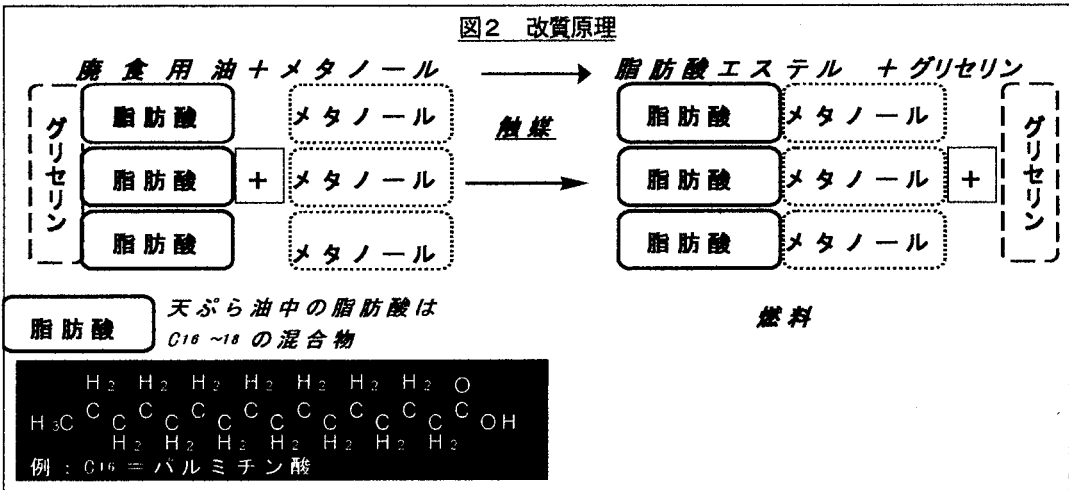 図2 改質原理
廃食用油＋メタノール → 脂肪酸エステル ＋グリセリン
グリセリン
脂肪酸 メタノール
脂肪酸 ＋ メタノール
脂肪酸 メタノール
触媒
脂肪酸 メタノール
脂肪酸 メタノール ＋
脂肪酸 メタノール
グリセリン
脂肪酸
天ぷら油中の脂肪酸は
C16 ~18 の混合物
燃料
H2 H2 H2 H2 H2 H2 H2 O
H3C C C C C C C C C C C C C C C C OH
H2 H2 H2 H2 H2 H2 H2
例：C16 ＝ パルミチン酸